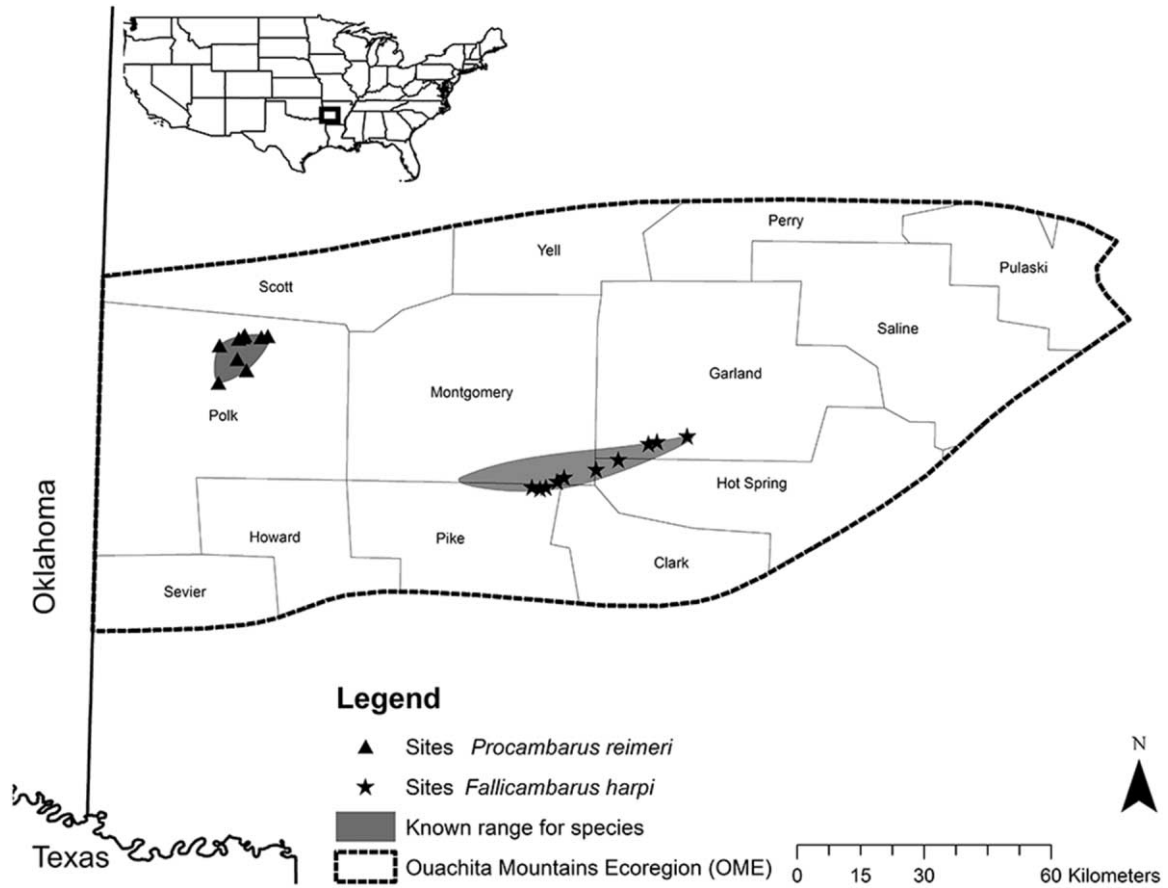 Perry
Yell
Pulaski
Scott
Saline
Garland
Montgomery
Polk
Hot Spring
Howard
Pike
Clark
Sevier
Oklahoma
Texas
Legend
Sites Procambarus reimeri
Sites Fallicambarus harpi
Known range for species
Ouachita Mountains Ecoregion (OME)
N
0 15 30 60 Kilometers